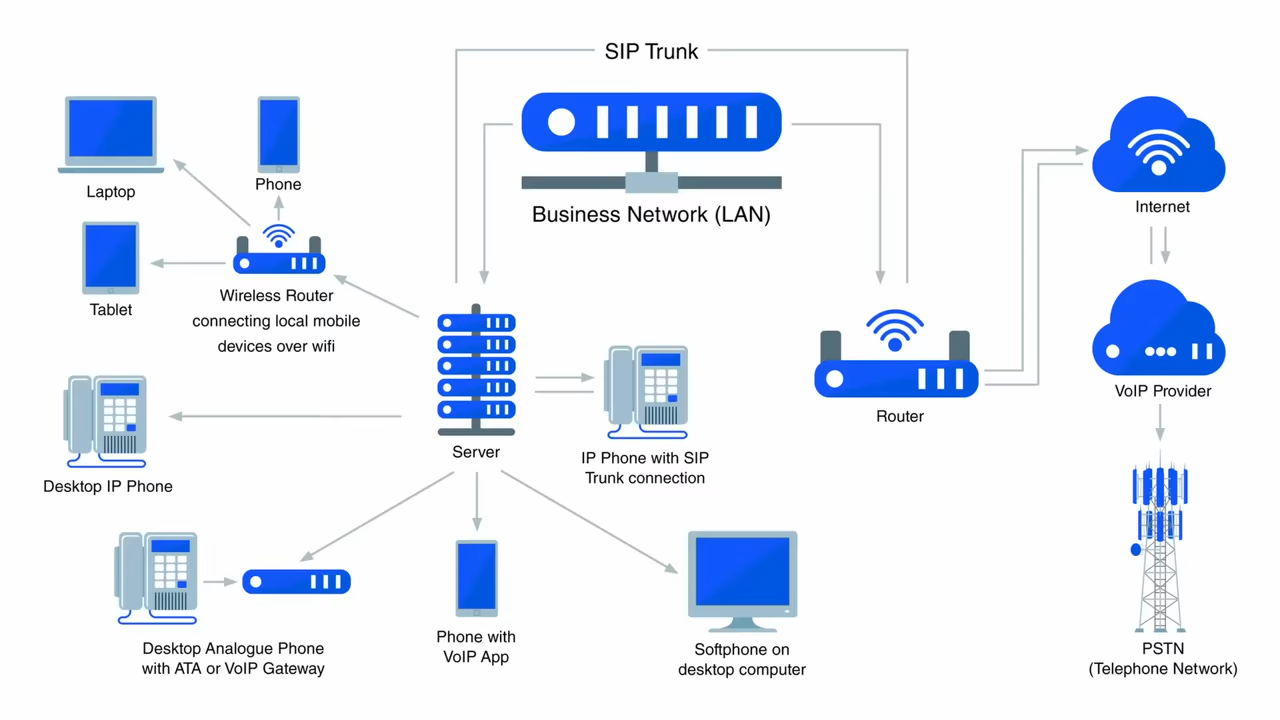 SIP Trunk
Business Network (LAN)
Laptop
Phone
Tablet
Wireless Router
connecting local mobile
devices over wifi
Internet
VoIP Provider
Router
Server
IP Phone with SIP
Trunk connection
Desktop IP Phone
Desktop Analogue Phone
with ATA or VoIP Gateway
Phone with
VoIP App
Softphone on
desktop computer
PSTN
(Telephone Network)